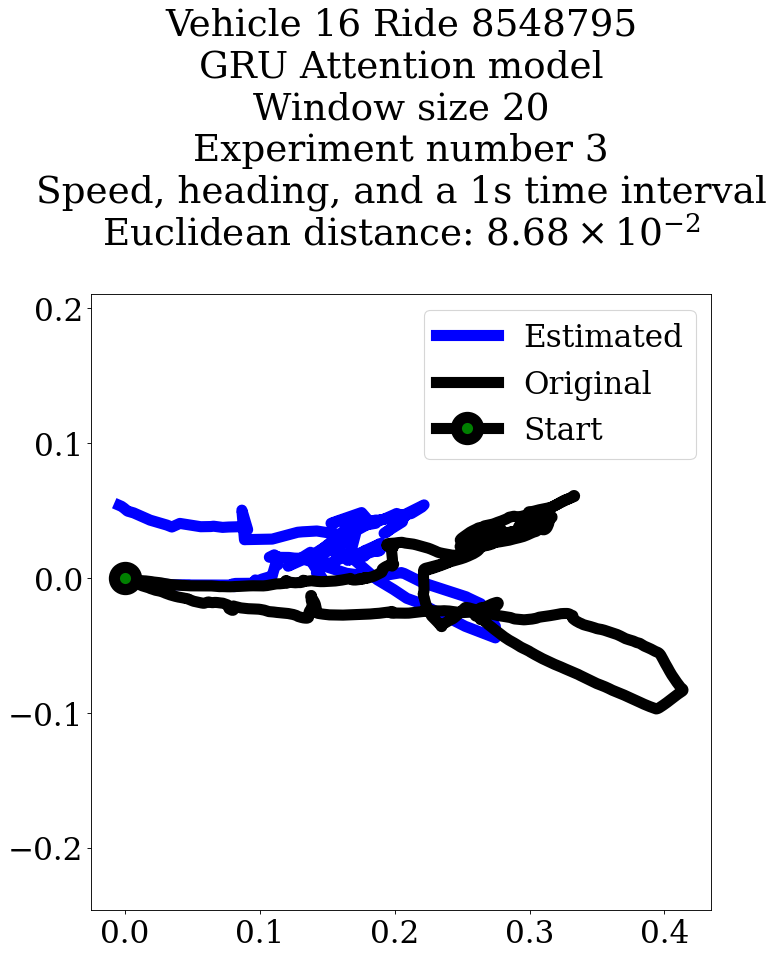 Vehicle 16 Ride 8548795
GRU Attention model
Window size 20
Experiment number 3
Speed, heading, and a 1s time interval
Euclidean distance: 8.68 × 10⁻²
Estimated
Original
Start
0.2
0.1
0.0
−0.1
−0.2
0.0 0.1 0.2 0.3 0.4